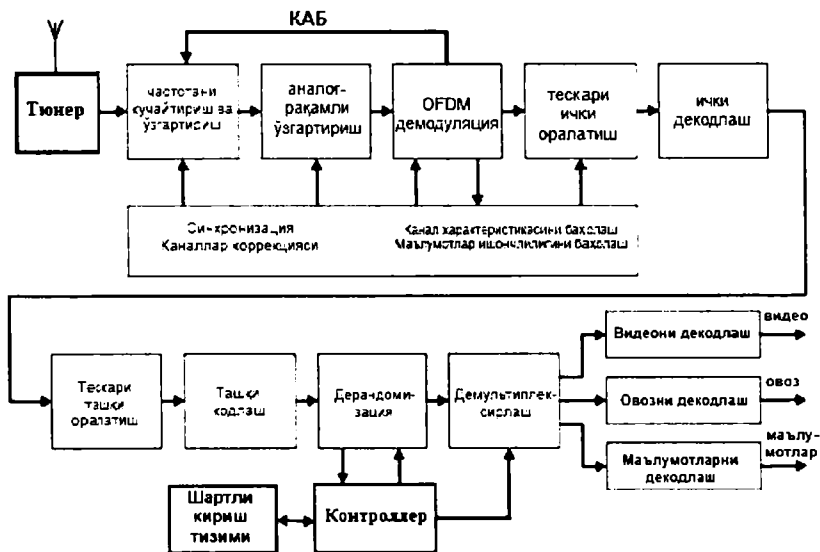 КАБ
Тюнер
частотани
кучайтириш ва
ўзгартириш
аналог-
рақамли
ўзгартириш
OFDM
демодуляция
тескари
ички
оралатиш
ички
декодлаш
Синхронизация
Каналлар коррекцияси
Канал характеристикасини баҳолаш
Маълумотлар ишончлилигини баҳолаш
Тескари
ташқи
оралатиш
Ташқи
кодлаш
Дерандоми-
зация
Демультиплек-
сирлаш
Видеони декодлаш
видео
Овозни декодлаш
овоз
Маълумотларни
декодлаш
маълу-
мотлар
Шартли
кириш
тизими
Контроллер